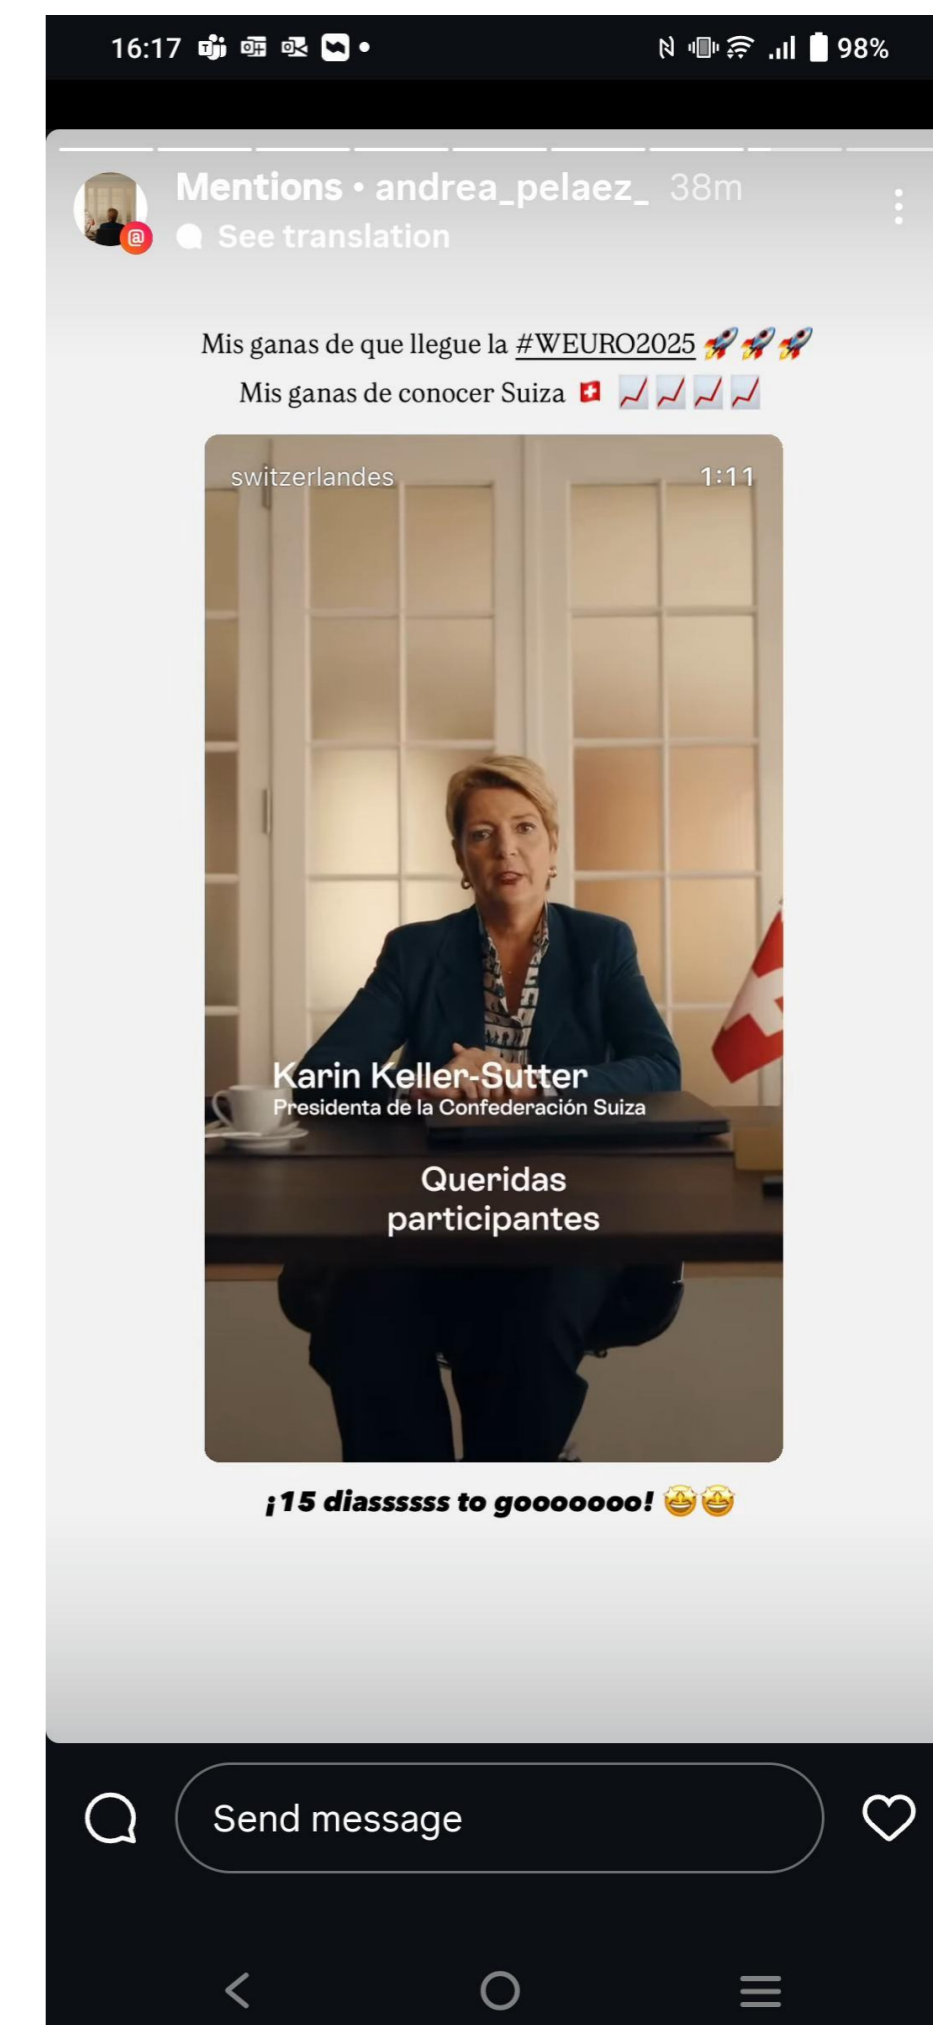 16:17
98%
Mentions • andrea_pelaez_ 38m
See translation
Mis ganas de que llegue la #WEURO2025 🚀🚀🚀
Mis ganas de conocer Suiza 🇨🇭 📈📈📈📈
switzerlandes 1:11
Karin Keller-Sutter
Presidenta de la Confederación Suiza
Queridas
participantes
¡15 diassssss to gooooooo! 🤩🤩
Send message